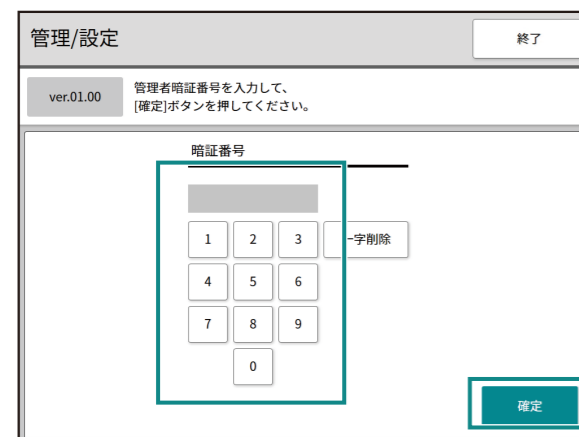 管理/設定
終了
ver.01.00
管理者暗証番号を入力して、
[確定]ボタンを押してください。
暗証番号
1 2 3 一字削除
4 5 6
7 8 9
0
確定